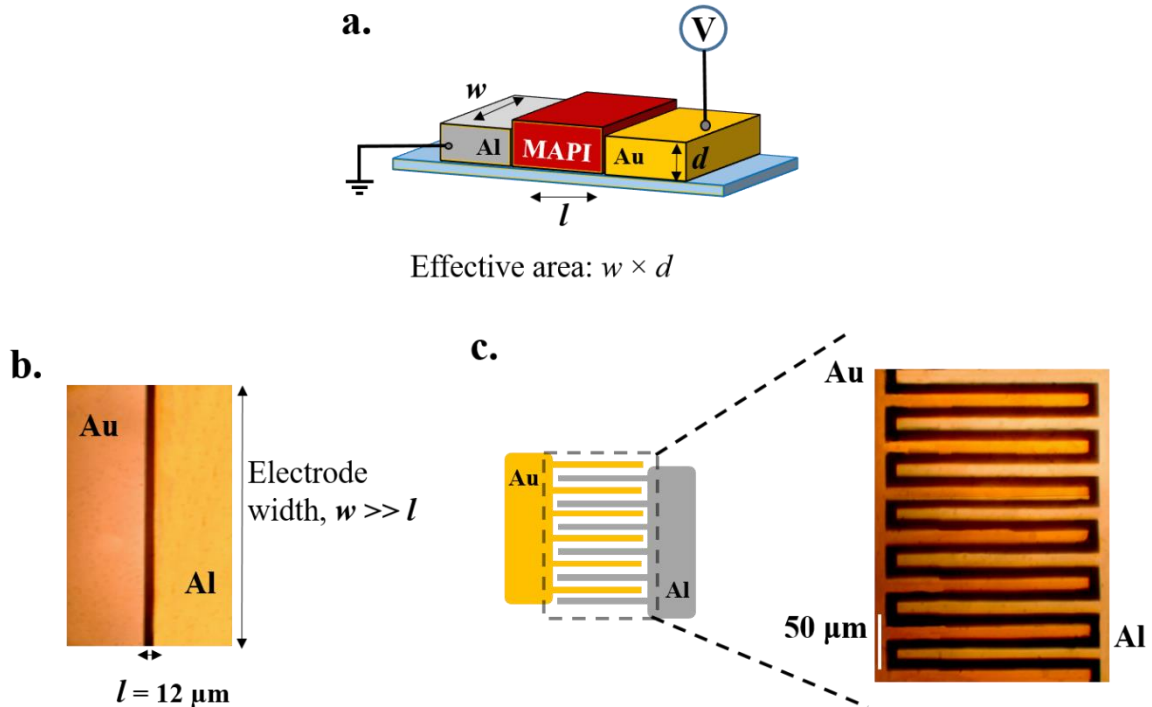 a.
V
w
Al
MAPI
Au
d
l
Effective area: w × d
b.
Au
Al
Electrode
width, w >> l
l = 12 μm
c.
Au
Al
Au
50 μm
Al